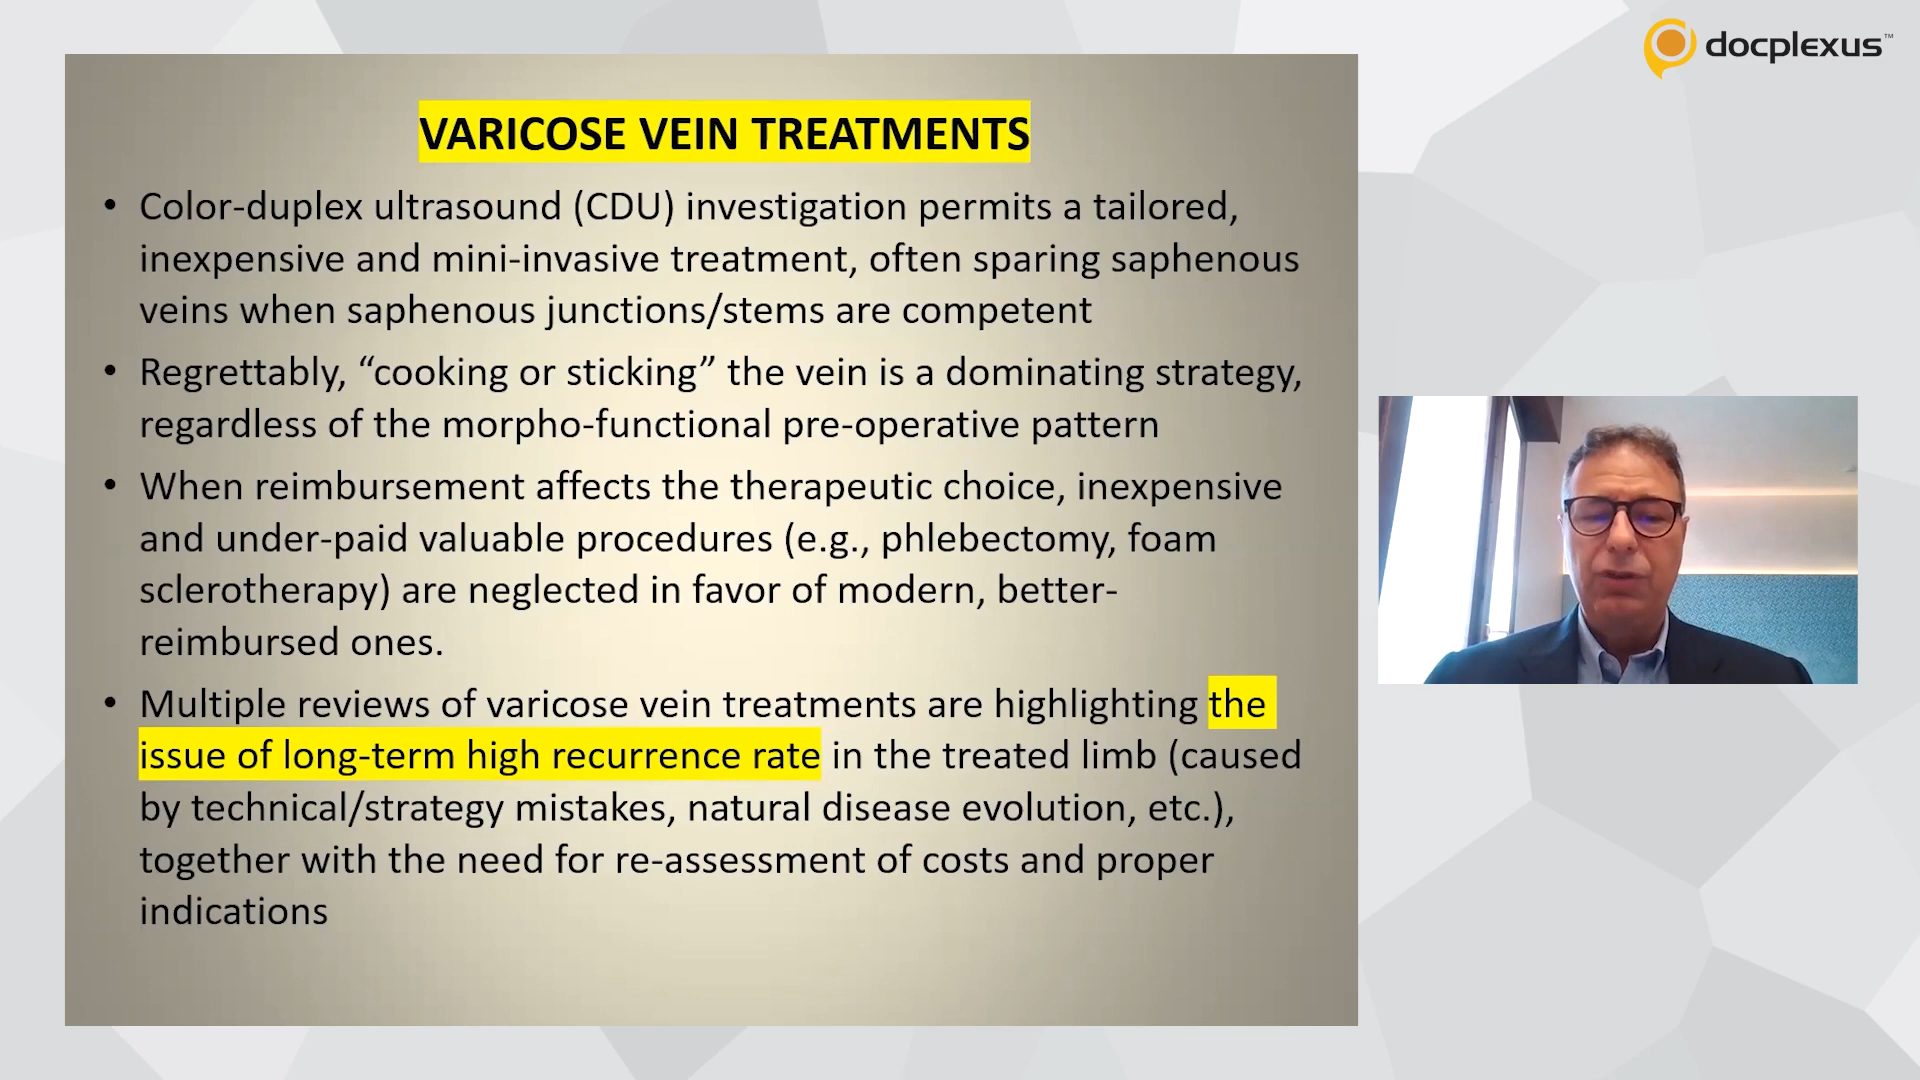 docplexus™
VARICOSE VEIN TREATMENTS
• Color-duplex ultrasound (CDU) investigation permits a tailored,
inexpensive and mini-invasive treatment, often sparing saphenous
veins when saphenous junctions/stems are competent
• Regrettably, “cooking or sticking” the vein is a dominating strategy,
regardless of the morpho-functional pre-operative pattern
• When reimbursement affects the therapeutic choice, inexpensive
and under-paid valuable procedures (e.g., phlebectomy, foam
sclerotherapy) are neglected in favor of modern, better-
reimbursed ones.
• Multiple reviews of varicose vein treatments are highlighting the
issue of long-term high recurrence rate in the treated limb (caused
by technical/strategy mistakes, natural disease evolution, etc.),
together with the need for re-assessment of costs and proper
indications